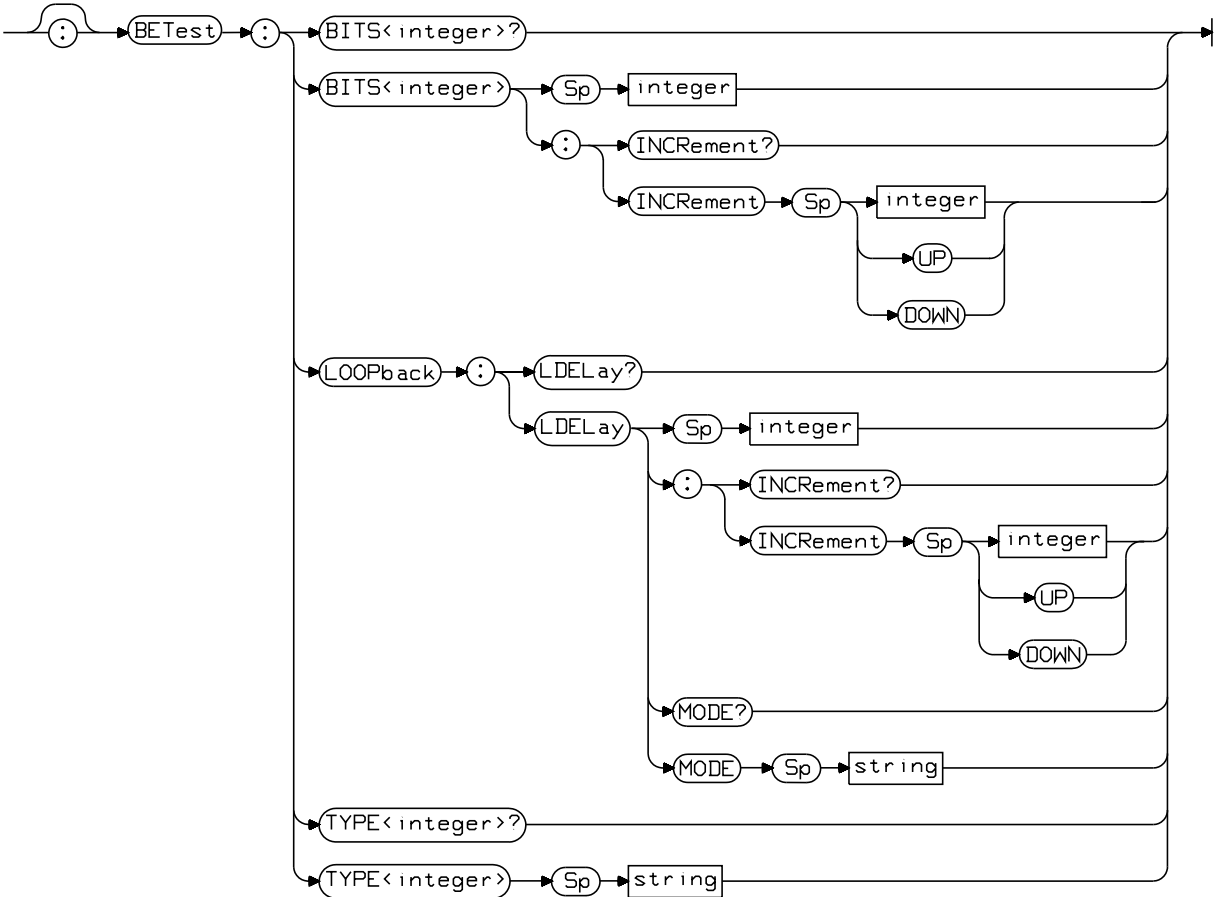 : BETest : BITS<integer>?
BITS<integer> Sp integer
: INCRement?
INCRement Sp integer
UP
DOWN
LOOPback : LDELay?
LDELay Sp integer
: INCRement?
INCRement Sp integer
UP
DOWN
MODE?
MODE Sp string
TYPE<integer>?
TYPE<integer> Sp string